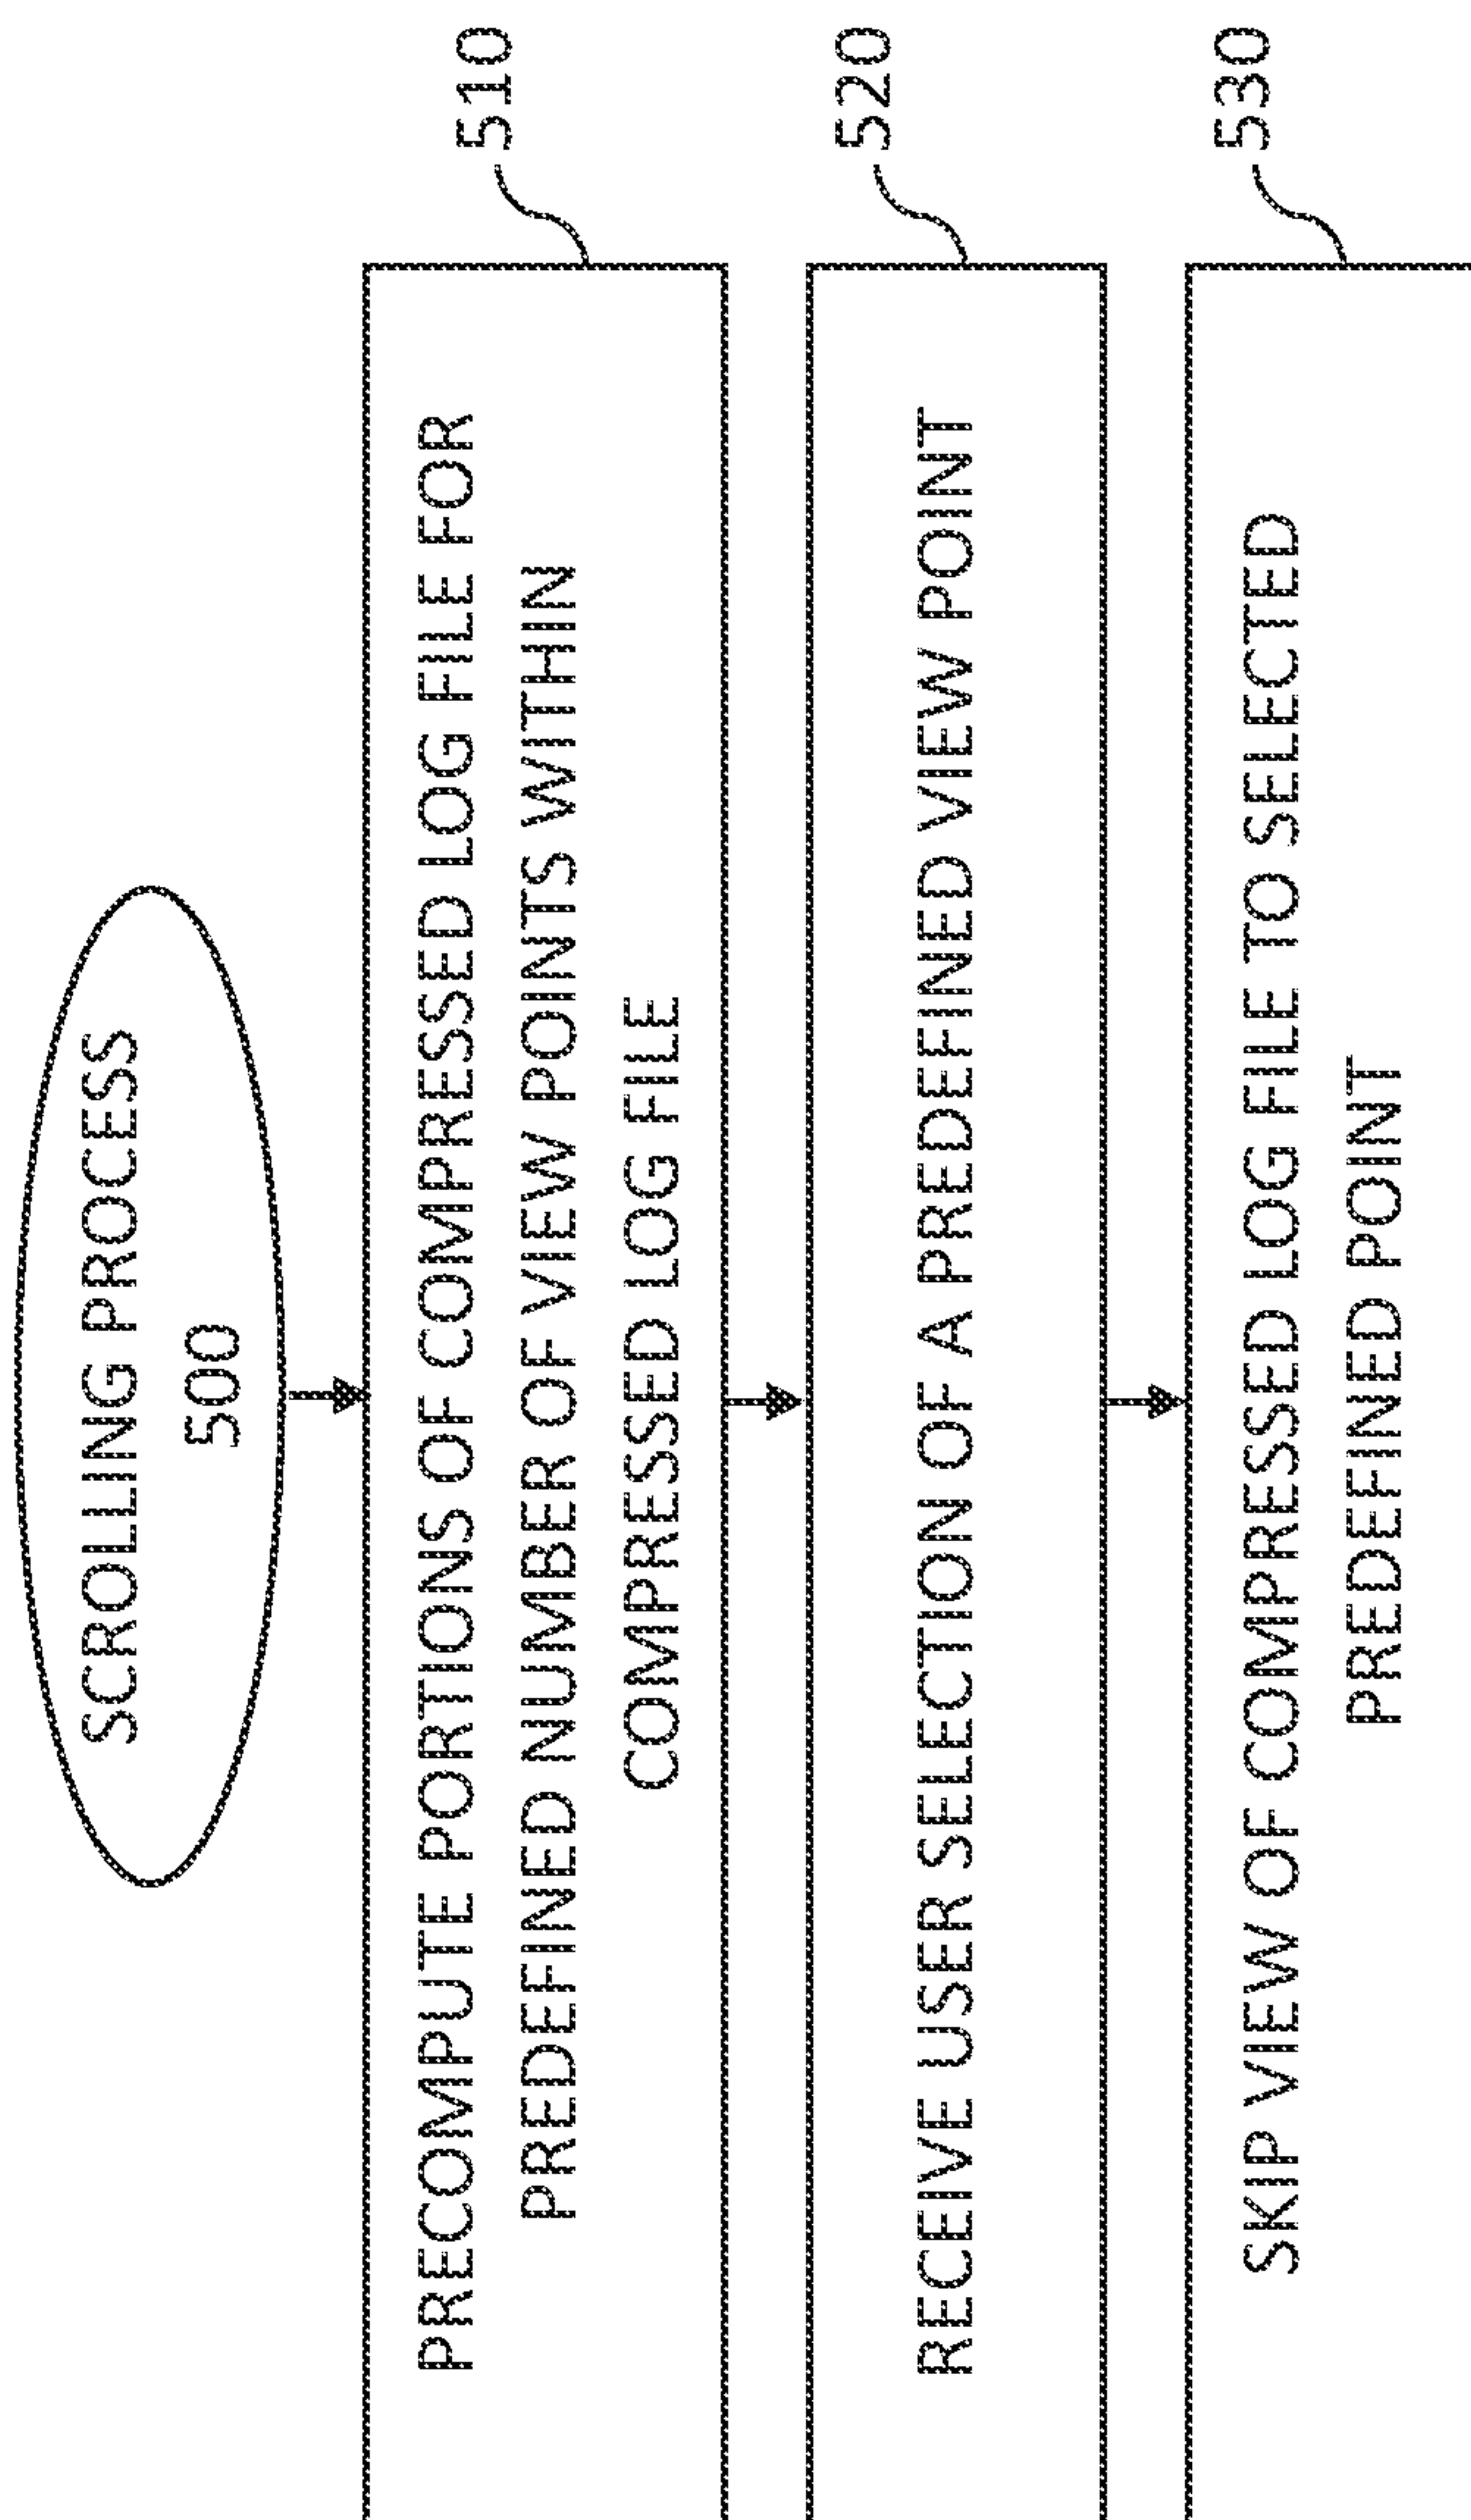 SCROLLING PROCESS
500
PRECOMPUTE PORTIONS OF COMPRESSED LOG FILE FOR
PREDEFINED NUMBER OF VIEW POINTS WITHIN
COMPRESSED LOG FILE
510
RECEIVE USER SELECTION OF A PREDEFINED VIEW POINT
520
SKIP VIEW OF COMPRESSED LOG FILE TO SELECTED
PREDEFINED POINT
530